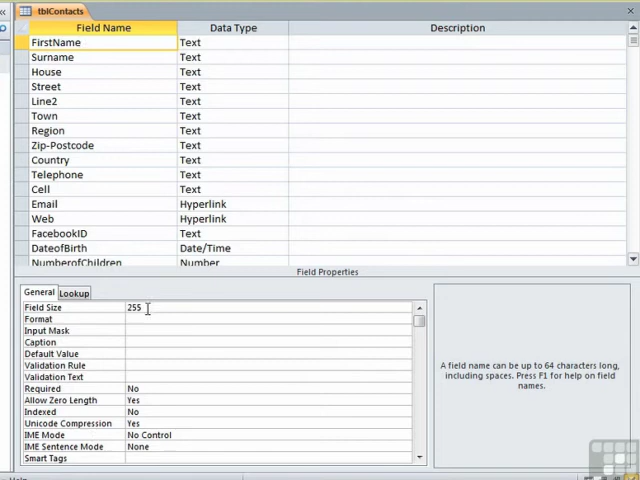 tblContacts
Field Name Data Type Description
FirstName Text
Surname Text
House Text
Street Text
Line2 Text
Town Text
Region Text
Zip-Postcode Text
Country Text
Telephone Text
Cell Text
Email Hyperlink
Web Hyperlink
FacebookID Text
DateofBirth Date/Time
NumberofChildren Number
Field Properties
General Lookup
Field Size 255
Format
Input Mask
Caption
Default Value
Validation Rule
Validation Text
Required No
Allow Zero Length Yes
Indexed No
Unicode Compression Yes
IME Mode No Control
IME Sentence Mode None
Smart Tags
A field name can be up to 64 characters long,
including spaces. Press F1 for help on field
names.